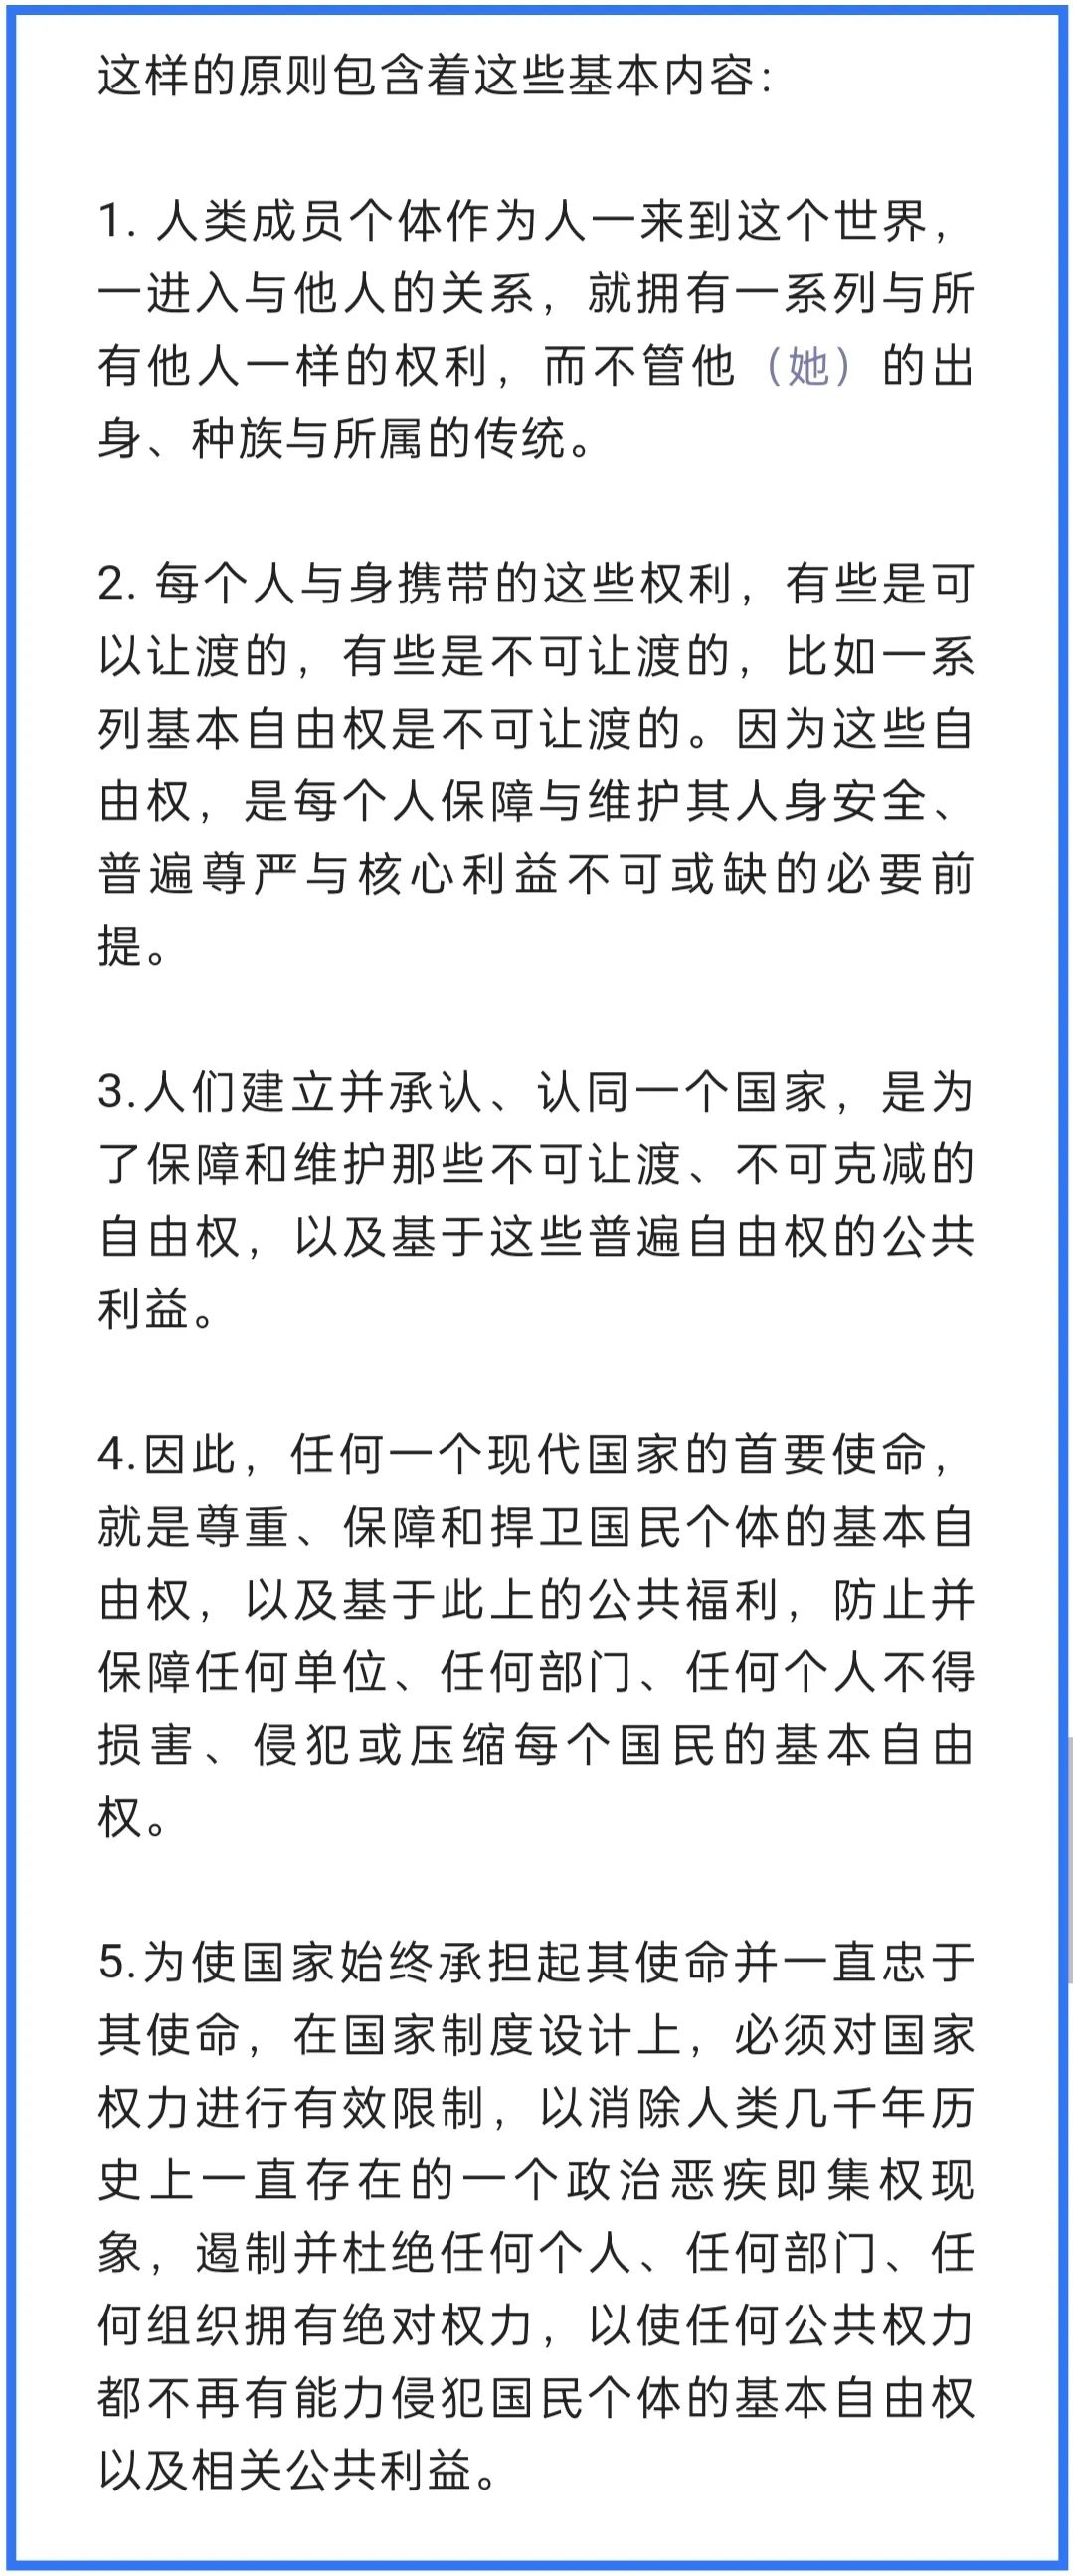 这样的原则包含着这些基本内容：
1. 人类成员个体作为人一来到这个世界，
一进入与他人的关系，就拥有一系列与所
有他人一样的权利，而不管他（她）的出
身、种族与所属的传统。
2. 每个人与身携带的这些权利，有些是可
以让渡的，有些是不可让渡的，比如一系
列基本自由权是不可让渡的。因为这些自
由权，是每个人保障与维护其人身安全、
普遍尊严与核心利益不可或缺的必要前
提。
3.人们建立并承认、认同一个国家，是为
了保障和维护那些不可让渡、不可克减的
自由权，以及基于这些普遍自由权的公共
利益。
4.因此，任何一个现代国家的首要使命，
就是尊重、保障和捍卫国民个体的基本自
由权，以及基于此上的公共福利，防止并
保障任何单位、任何部门、任何个人不得
损害、侵犯或压缩每个国民的基本自由
权。
5.为使国家始终承担起其使命并一直忠于
其使命，在国家制度设计上，必须对国家
权力进行有效限制，以消除人类几千年历
史上一直存在的一个政治恶疾即集权现
象，遏制并杜绝任何个人、任何部门、任
何组织拥有绝对权力，以使任何公共权力
都不再有能力侵犯国民个体的基本自由权
以及相关公共利益。